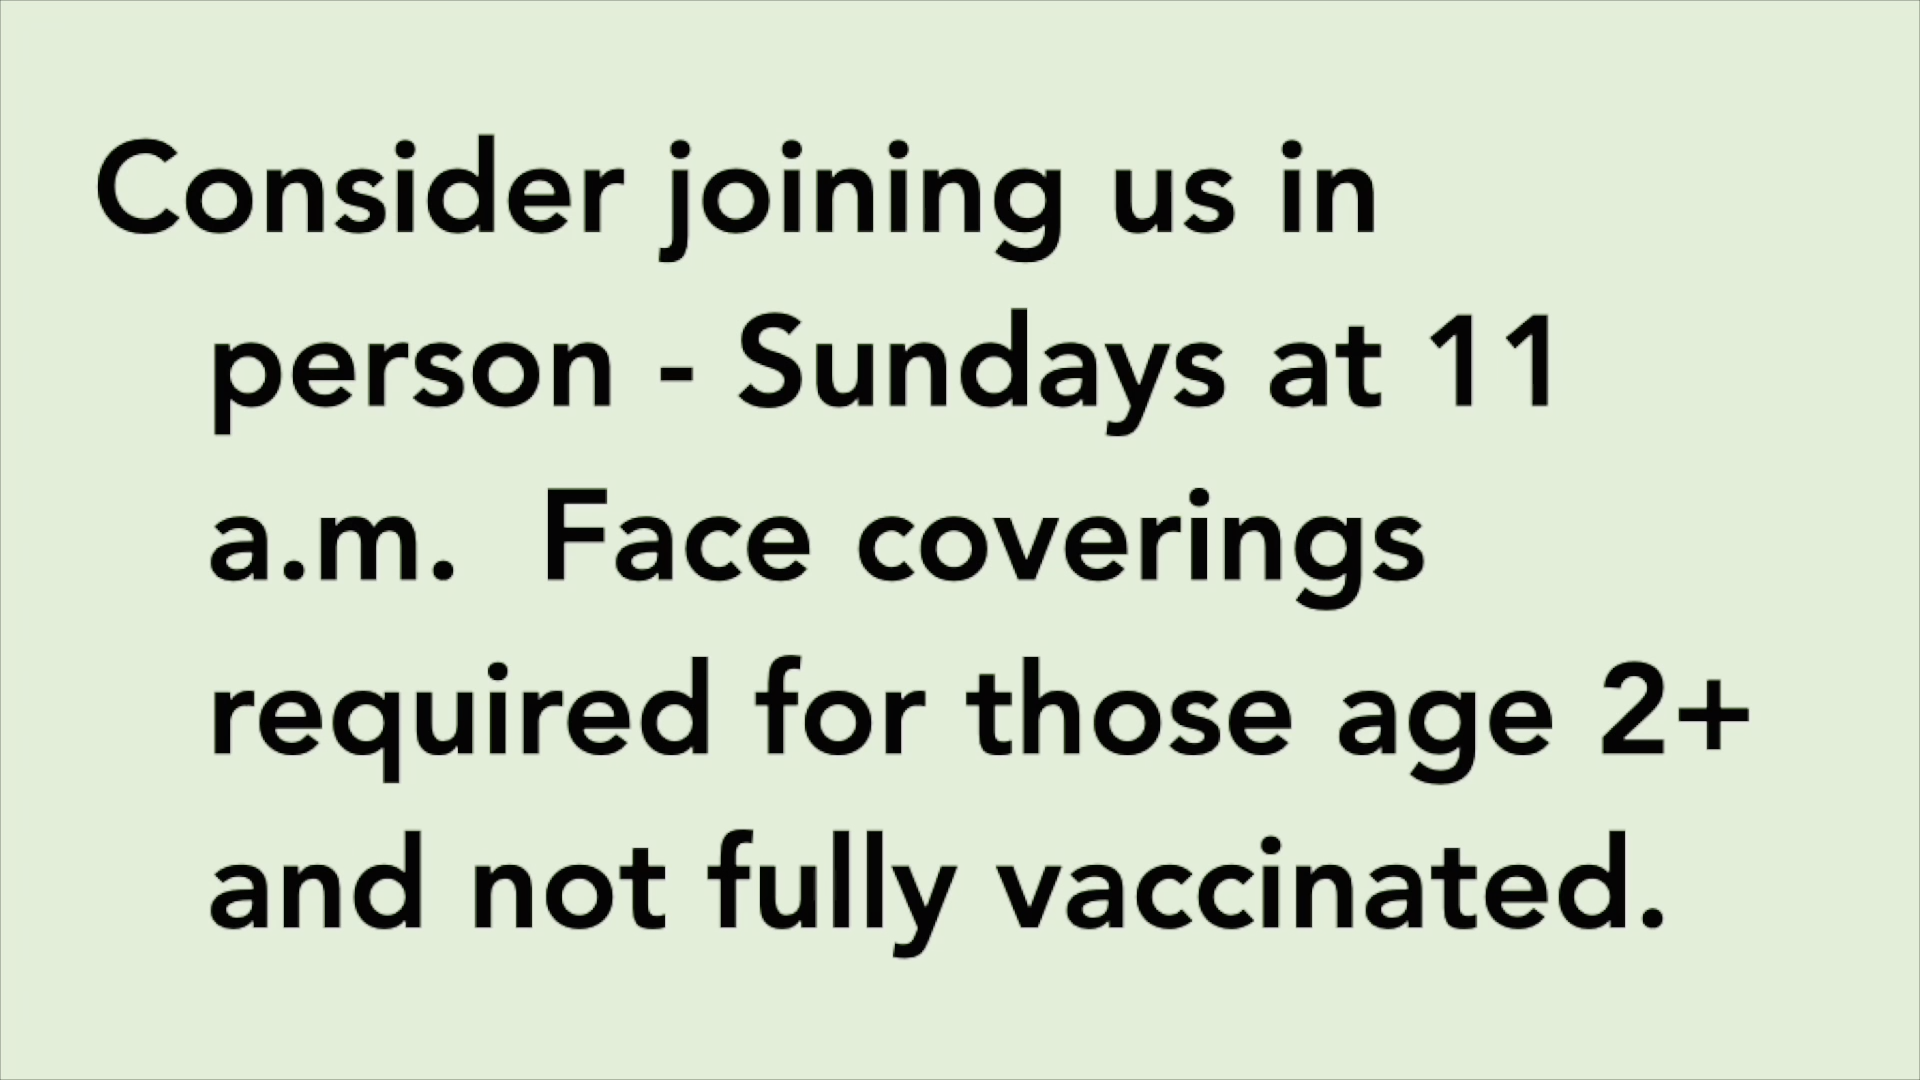 Consider joining us in
person - Sundays at 11
a.m.  Face coverings
required for those age 2+
and not fully vaccinated.